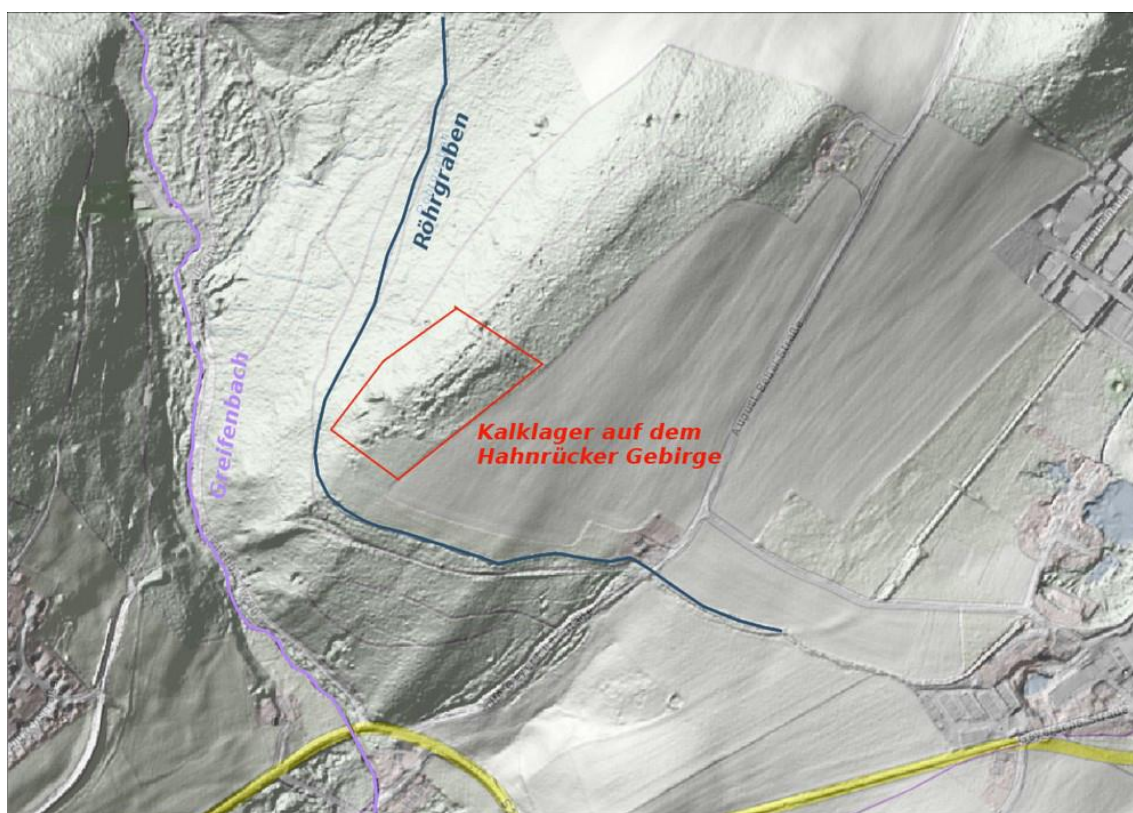 Röhrgraben
Greifenbach
Kalklager auf dem
Hahnrücker Gebirge